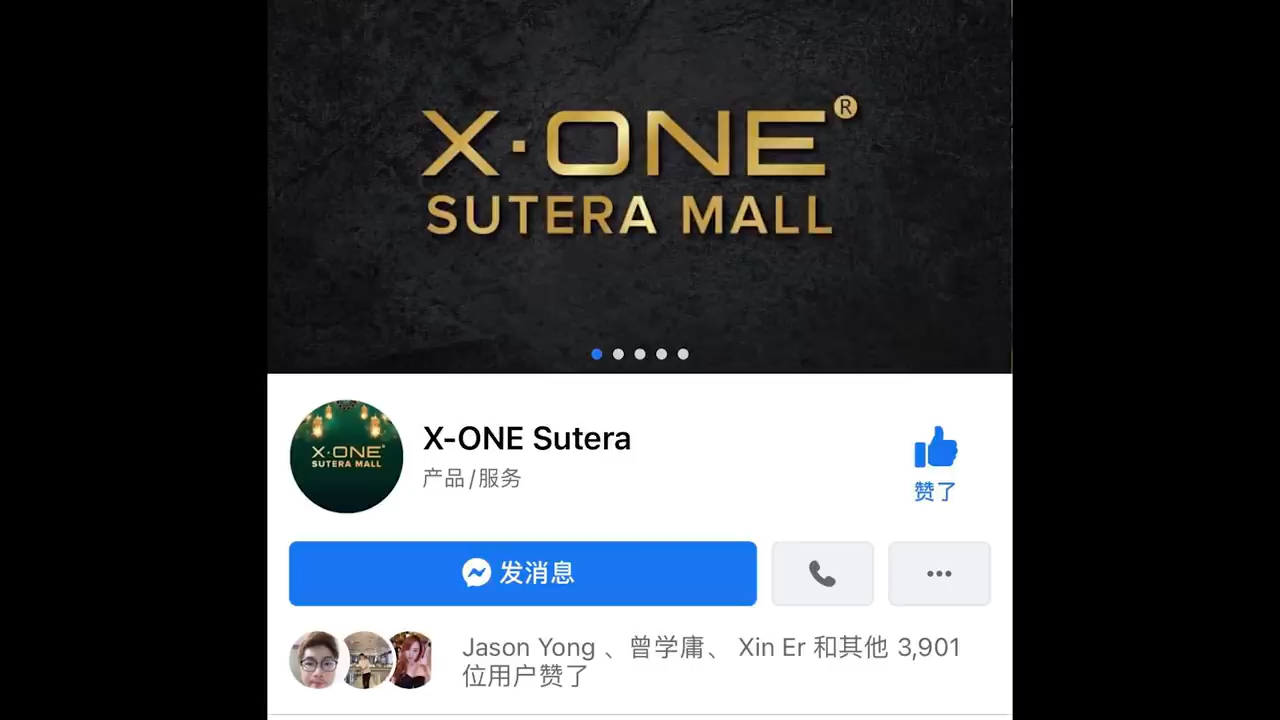 X·ONE®
SUTERA MALL
X·ONE®
SUTERA MALL
X-ONE Sutera
产品/服务
赞了
发消息
Jason Yong 、曾学庸、 Xin Er 和其他 3,901
位用户赞了